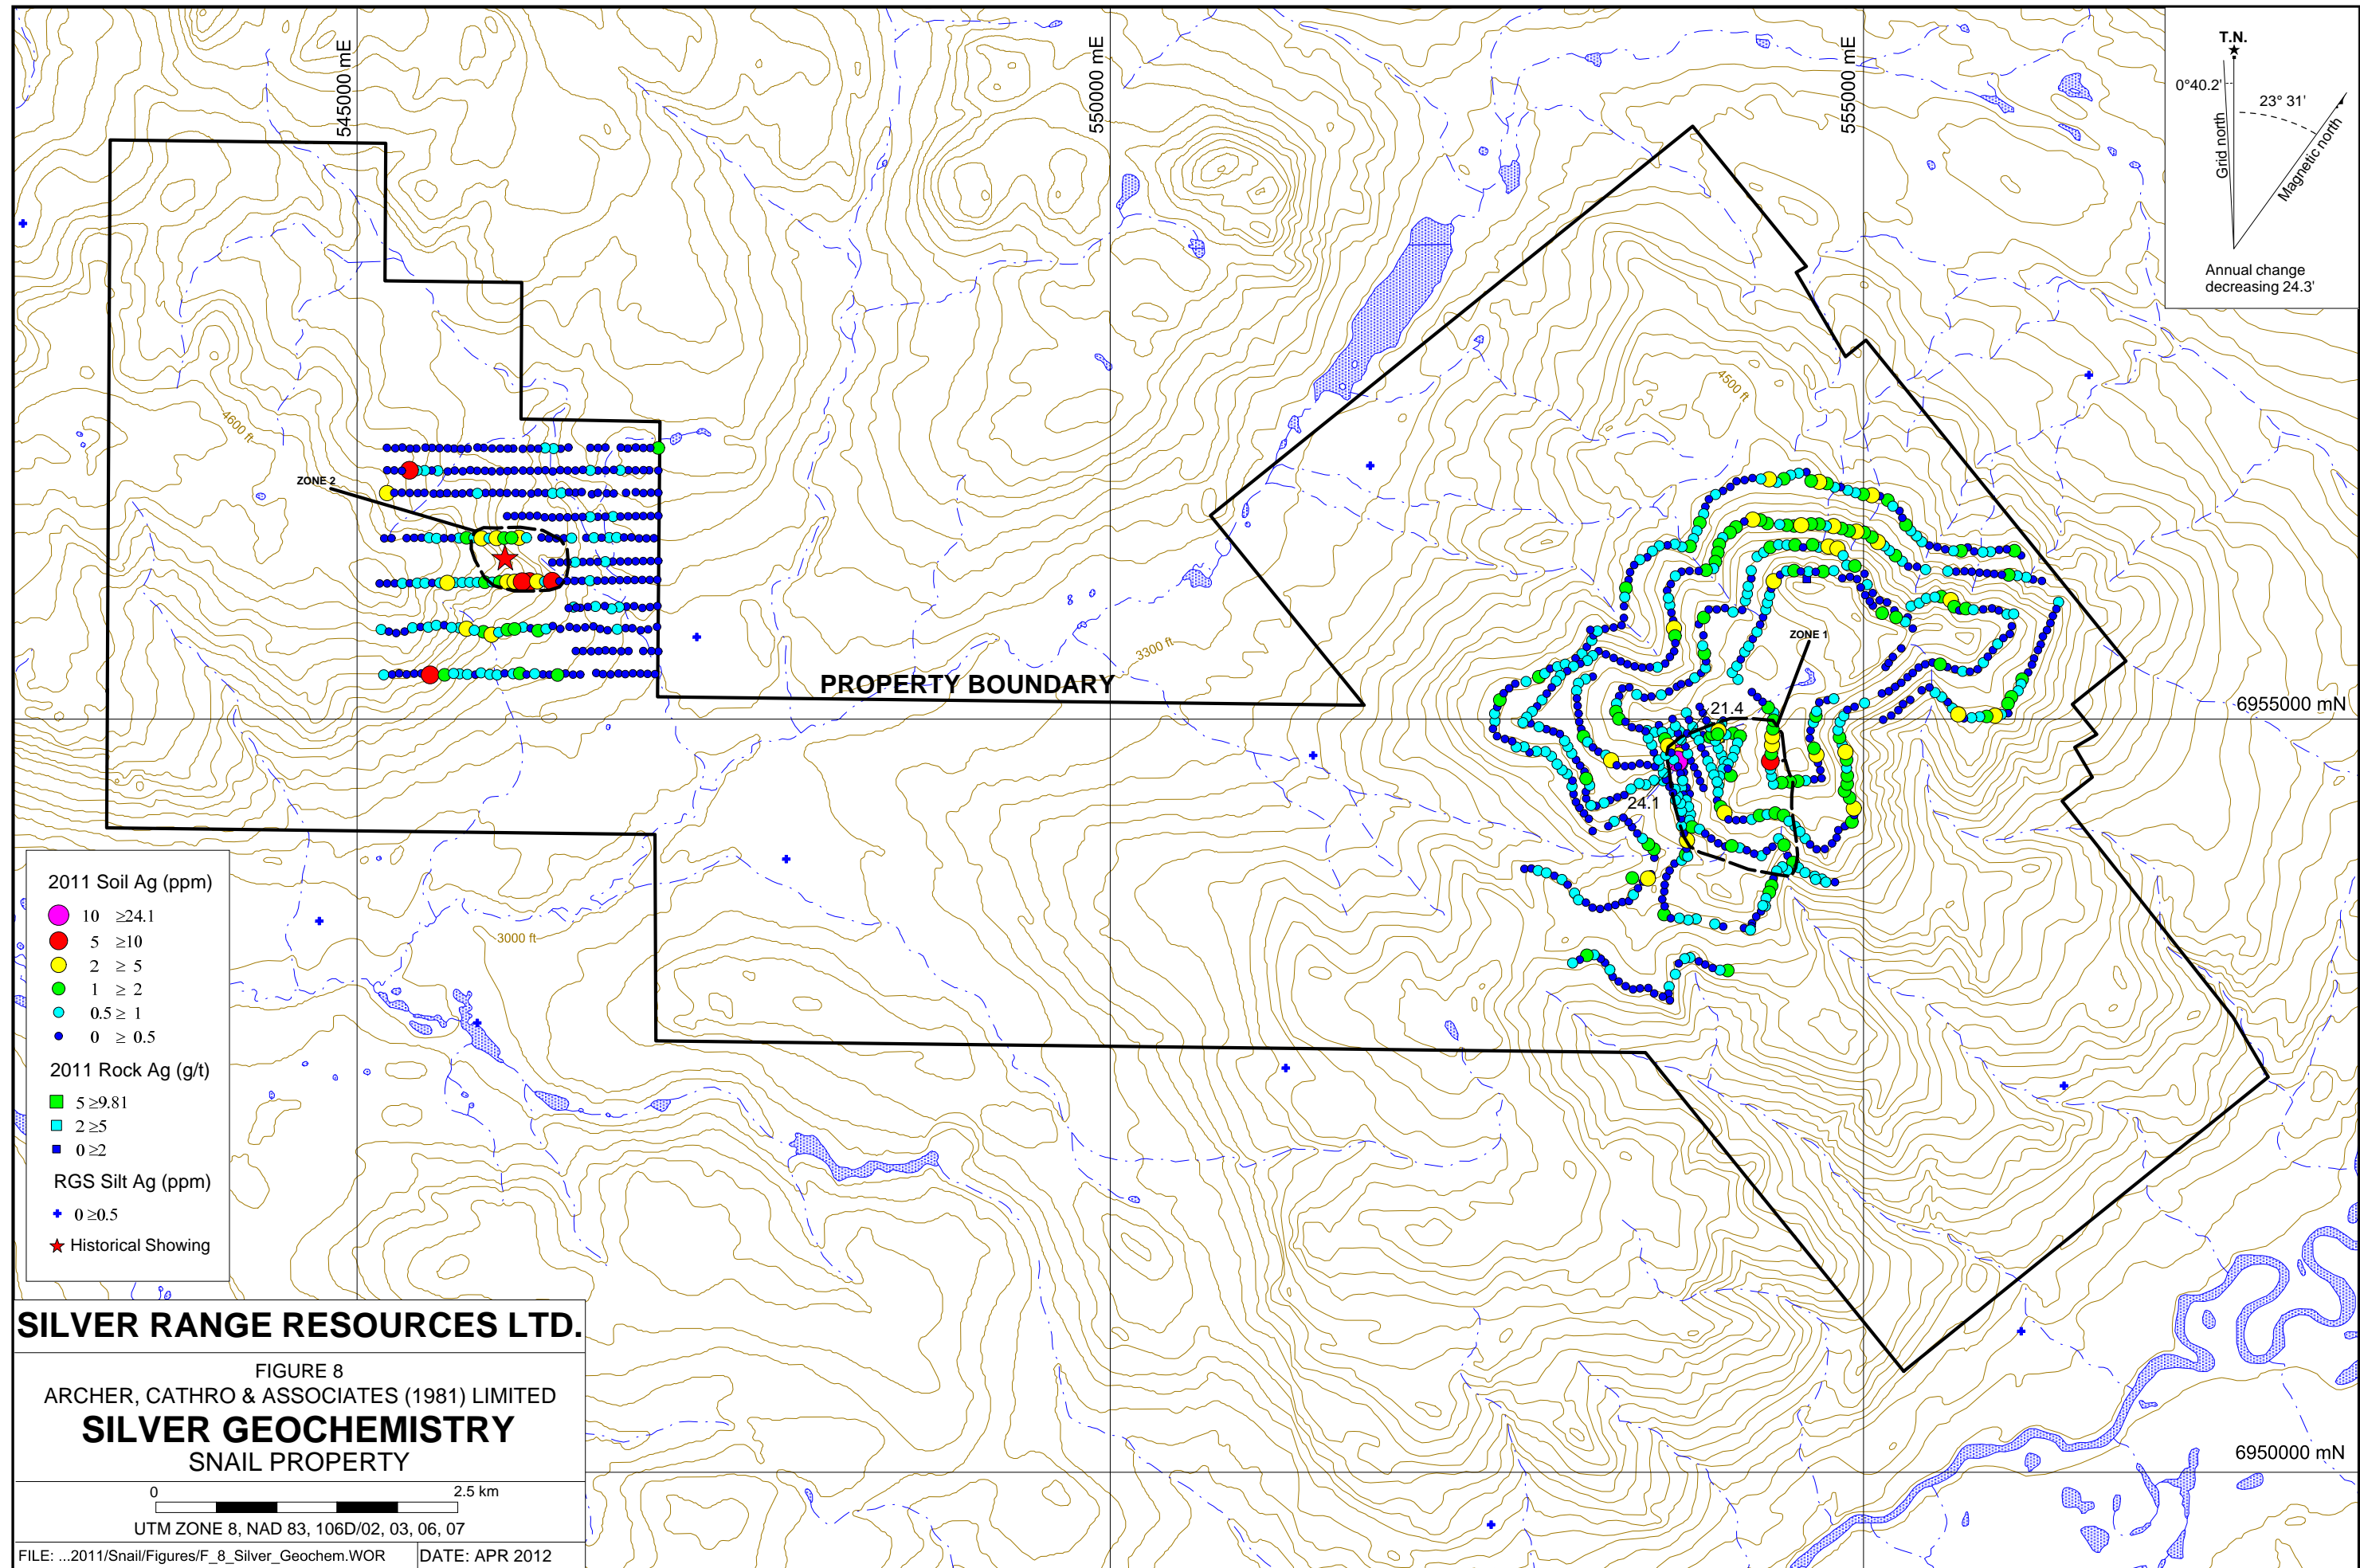 545000 mE
550000 mE
555000 mE
T.N.
0°40.2'
23° 31'
Grid north
Magnetic north
Annual change
decreasing 24.3'
4600 ft
4500 ft
ZONE 2
ZONE 1
3300 ft
PROPERTY BOUNDARY
21.4
6955000 mN
24.1
3000 ft
2011 Soil Ag (ppm)
10 ≥24.1
5 ≥10
2 ≥ 5
1 ≥ 2
0.5 ≥ 1
0 ≥ 0.5
2011 Rock Ag (g/t)
5 ≥9.81
2 ≥5
0 ≥2
RGS Silt Ag (ppm)
0 ≥0.5
Historical Showing
SILVER RANGE RESOURCES LTD.
FIGURE 8
ARCHER, CATHRO & ASSOCIATES (1981) LIMITED
SILVER GEOCHEMISTRY
SNAIL PROPERTY
0 2.5 km
UTM ZONE 8, NAD 83, 106D/02, 03, 06, 07
FILE: ...2011/Snail/Figures/F_8_Silver_Geochem.WOR DATE: APR 2012
6950000 mN